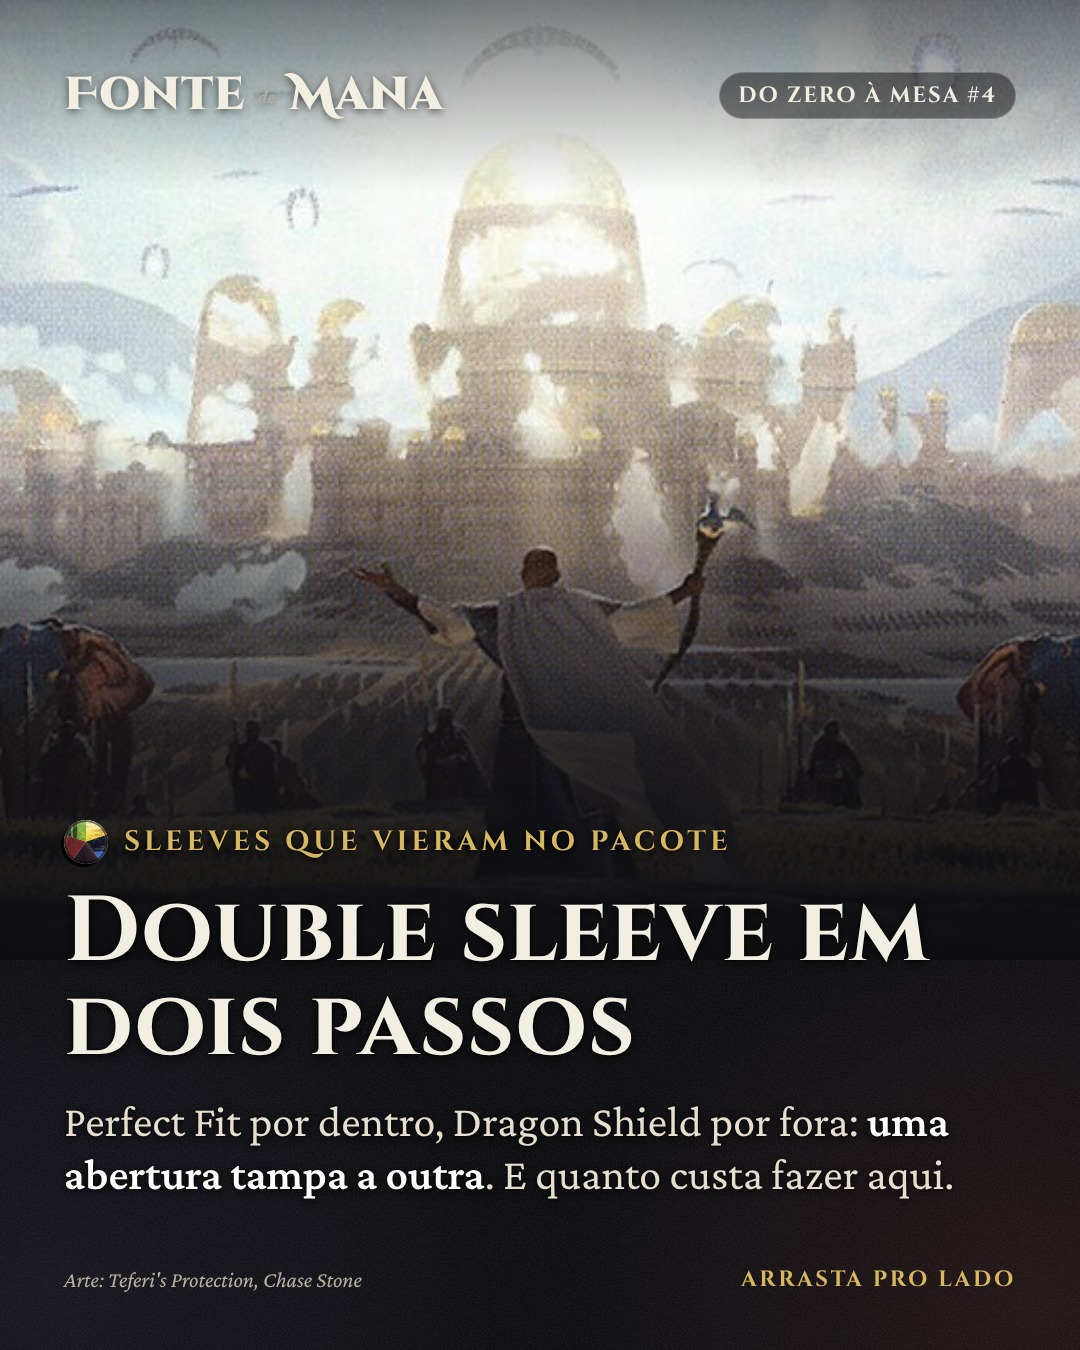 FONTE de MANA
DO ZERO À MESA #4
SLEEVES QUE VIERAM NO PACOTE
DOUBLE SLEEVE EM
DOIS PASSOS
Perfect Fit por dentro, Dragon Shield por fora: uma
abertura tampa a outra. E quanto custa fazer aqui.
Arte: Teferi's Protection, Chase Stone
ARRASTA PRO LADO